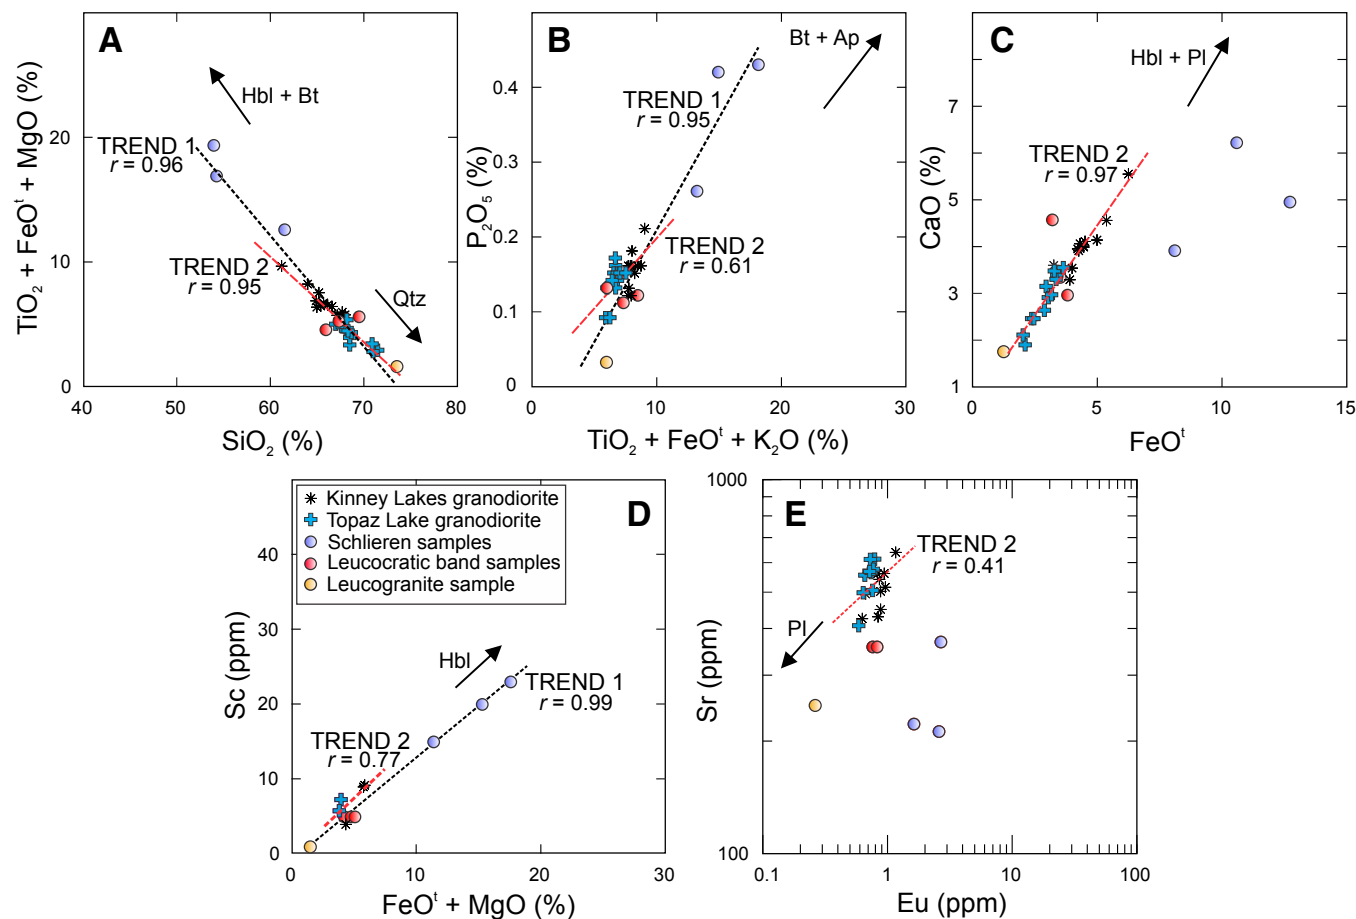 A
TiO₂ + FeOᵗ + MgO (%)
20
10
0
Hbl + Bt
TREND 1
r = 0.96
TREND 2
r = 0.95
Qtz
40
50
60
70
80
SiO₂ (%)
B
P₂O₅ (%)
0.4
0.3
0.2
0.1
0
Bt + Ap
TREND 1
r = 0.95
TREND 2
r = 0.61
0
10
20
30
TiO₂ + FeOᵗ + K₂O (%)
C
CaO (%)
7
5
3
1
Hbl + Pl
TREND 2
r = 0.97
0
5
10
15
FeOᵗ
D
Kinney Lakes granodiorite
Topaz Lake granodiorite
Schlieren samples
Leucocratic band samples
Leucogranite sample
Sc (ppm)
40
30
20
10
0
Hbl
TREND 1
r = 0.99
TREND 2
r = 0.77
0
10
20
30
FeOᵗ + MgO (%)
E
Sr (ppm)
1000
100
TREND 2
r = 0.41
Pl
0.1
1
10
100
Eu (ppm)